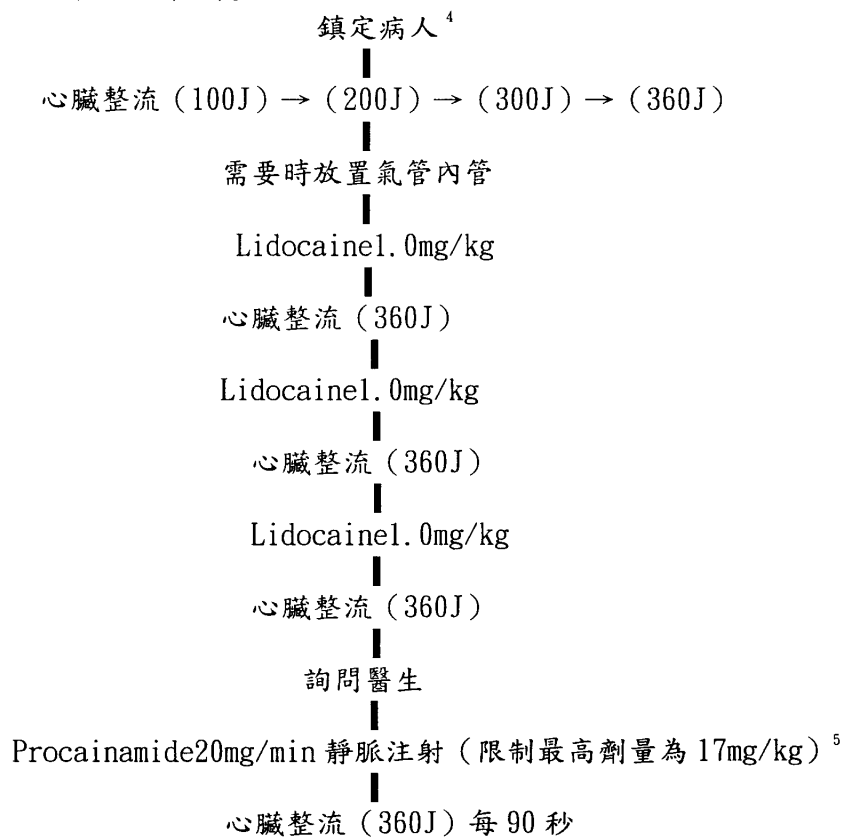 鎮定病人⁴
心臟整流（100J）→（200J）→（300J）→（360J）
需要時放置氣管內管
Lidocaine1.0mg/kg
心臟整流（360J）
Lidocaine1.0mg/kg
心臟整流（360J）
Lidocaine1.0mg/kg
心臟整流（360J）
詢問醫生
Procainamide20mg/min 靜脈注射（限制最高劑量為 17mg/kg）⁵
心臟整流（360J）每 90 秒